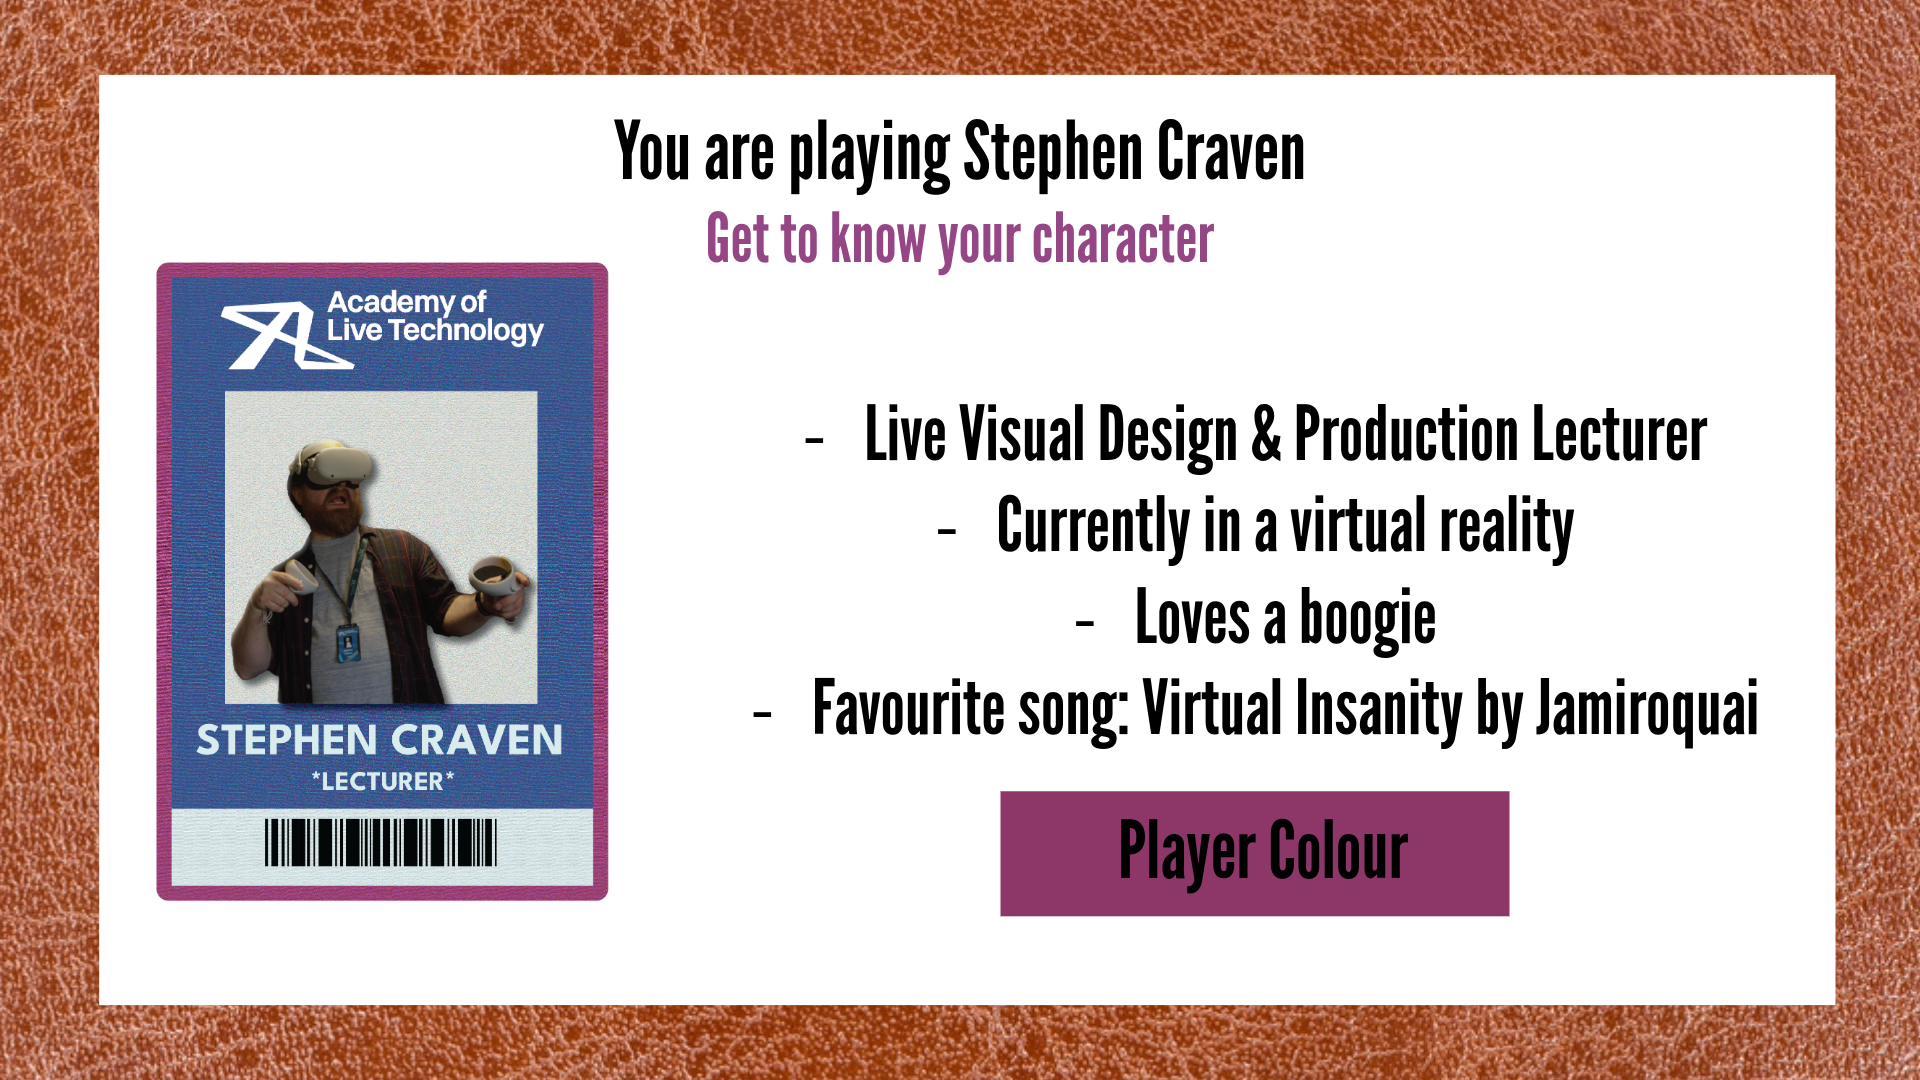 You are playing Stephen Craven
Get to know your character
Academy of
Live Technology
STEPHEN CRAVEN
*LECTURER*
- Live Visual Design & Production Lecturer
- Currently in a virtual reality
- Loves a boogie
- Favourite song: Virtual Insanity by Jamiroquai
Player Colour